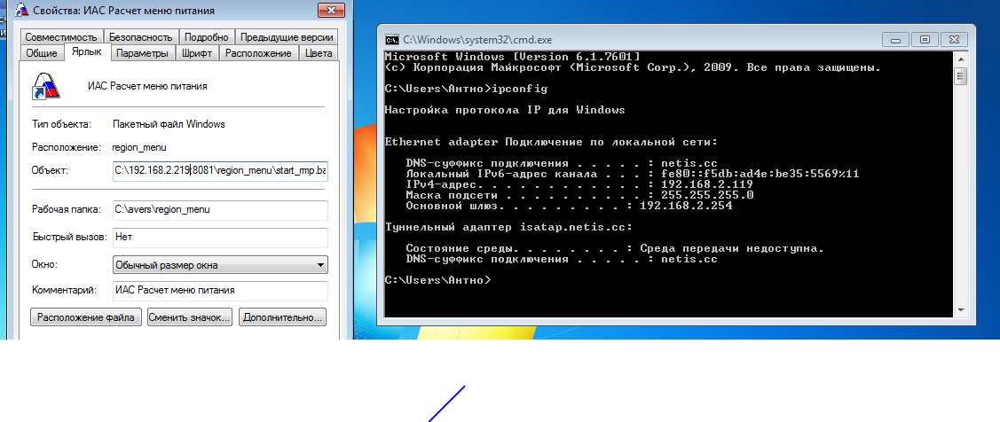 Свойства: ИАС Расчет меню питания
Совместимость Безопасность Подробно Предыдущие версии
Общие Ярлык Параметры Шрифт Расположение Цвета
ИАС Расчет меню питания
Тип объекта: Пакетный файл Windows
Расположение: region_menu
Объект: C:\192.168.2.219:8081\region_menu\start_mp.ba
Рабочая папка: C:\avers\region_menu
Быстрый вызов: Нет
Окно: Обычный размер окна
Комментарий: ИАС Расчет меню питания
Расположение файла Сменить значок... Дополнительно...
C:\Windows\system32\cmd.exe
Microsoft Windows [Version 6.1.7601]
(c) Корпорация Майкрософт (Microsoft Corp.), 2009. Все права защищены.
C:\Users\Антно>ipconfig
Настройка протокола IP для Windows
Ethernet adapter Подключение по локальной сети:
DNS-суффикс подключения . . . . . : netis.cc
Локальный IPv6-адрес канала . . . : fe80::f5db:ad4e:be35:5569%11
IPv4-адрес. . . . . . . . . . . . : 192.168.2.119
Маска подсети . . . . . . . . . . : 255.255.255.0
Основной шлюз. . . . . . . . . : 192.168.2.254
Туннельный адаптер isatap.netis.cc:
Состояние среды. . . . . . . . : Среда передачи недоступна.
DNS-суффикс подключения . . . . . : netis.cc
C:\Users\Антно>